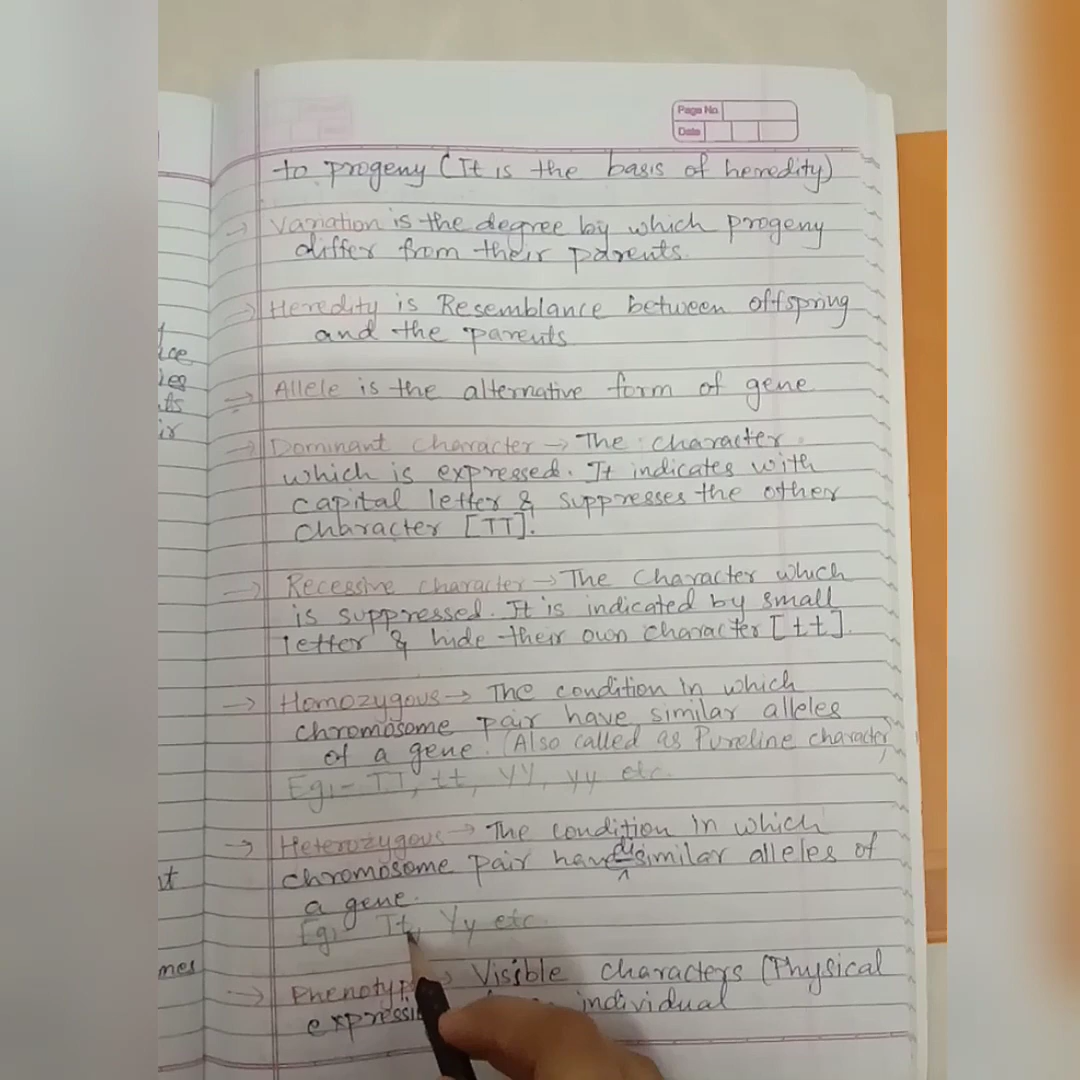 Page No.
Date
to progeny (It is the basis of heredity)
→ Variation is the degree by which progeny
differ from their parents.
→ Heredity is Resemblance between offspring
and the parents
→ Allele is the alternative form of gene
→ Dominant character → The character
which is expressed. It indicates with
capital letter & suppresses the other
character [TT].
→ Recessive character → The character which
is suppressed. It is indicated by small
letter & hide their own character [tt].
→ Homozygous → The condition in which
chromosome pair have similar alleles
of a gene. (Also called as Pureline character)
Eg:- TT, tt, YY, yy etc.
→ Heterozygous → The condition in which
chromosome pair have dissimilar alleles of
a gene.
Eg:- Tt, Yy etc
→ Visible characters (Physical
individual